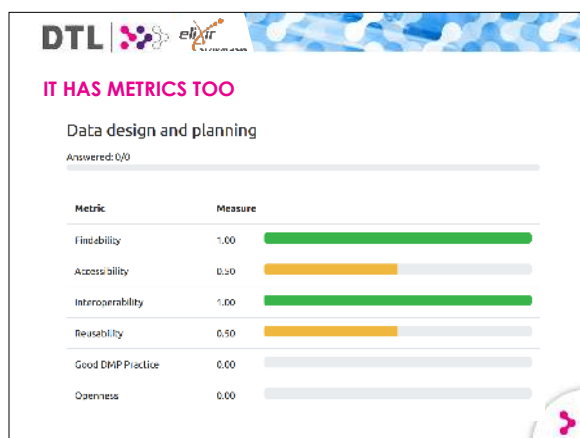 DTL elixir
IT HAS METRICS TOO
Data design and planning
Answered: 0/0
Metric Measure
Findability 1.00
Accessibility 0.50
Interoperability 1.00
Reusability 0.50
Good DMP Practice 0.00
Openness 0.00